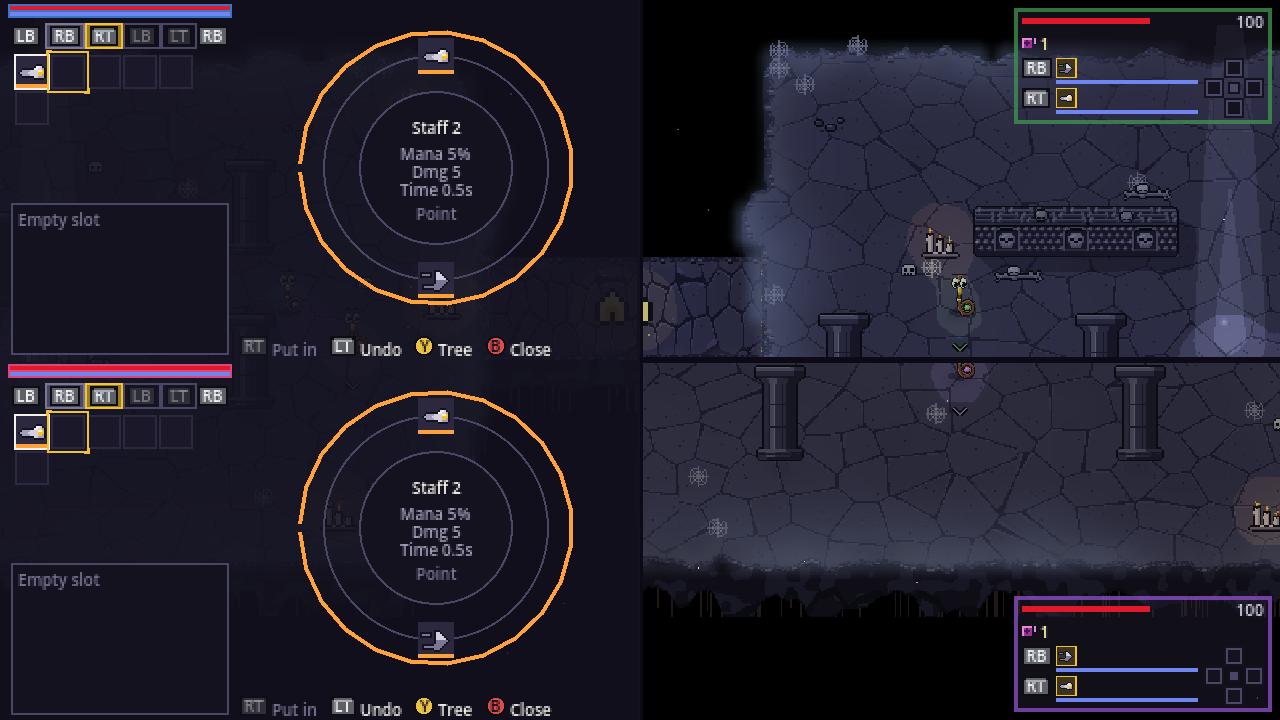 LB RB RT LB LT RB
Staff 2
Mana 5%
Dmg 5
Time 0.5s
Point
Empty slot
RT Put in LT Undo Y Tree B Close
100
1
RB
RT
LB RB RT LB LT RB
Staff 2
Mana 5%
Dmg 5
Time 0.5s
Point
Empty slot
RT Put in LT Undo Y Tree B Close
100
1
RB
RT